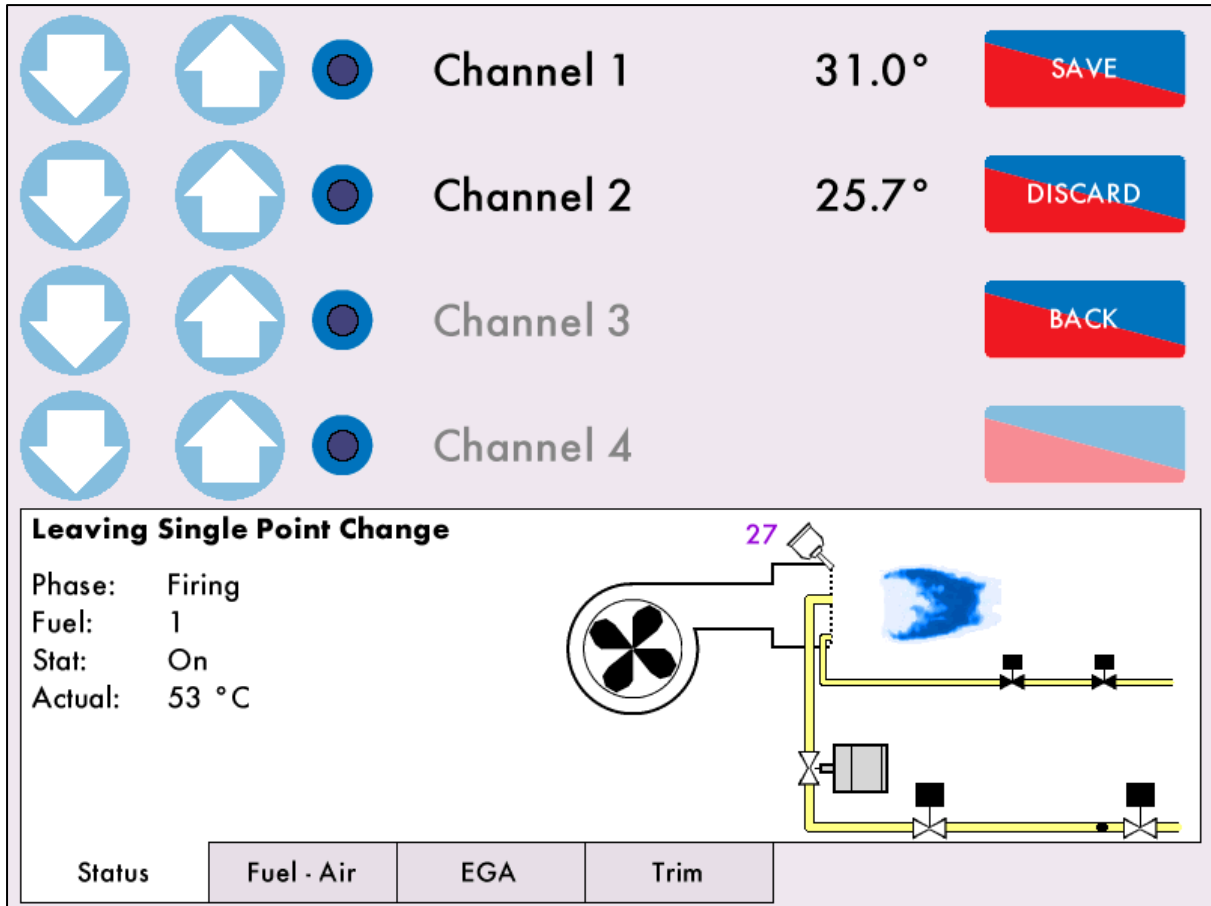 Channel 1 31.0° SAVE
Channel 2 25.7° DISCARD
Channel 3 BACK
Channel 4
Leaving Single Point Change
27
Phase: Firing
Fuel: 1
Stat: On
Actual: 53 °C
Status Fuel - Air EGA Trim